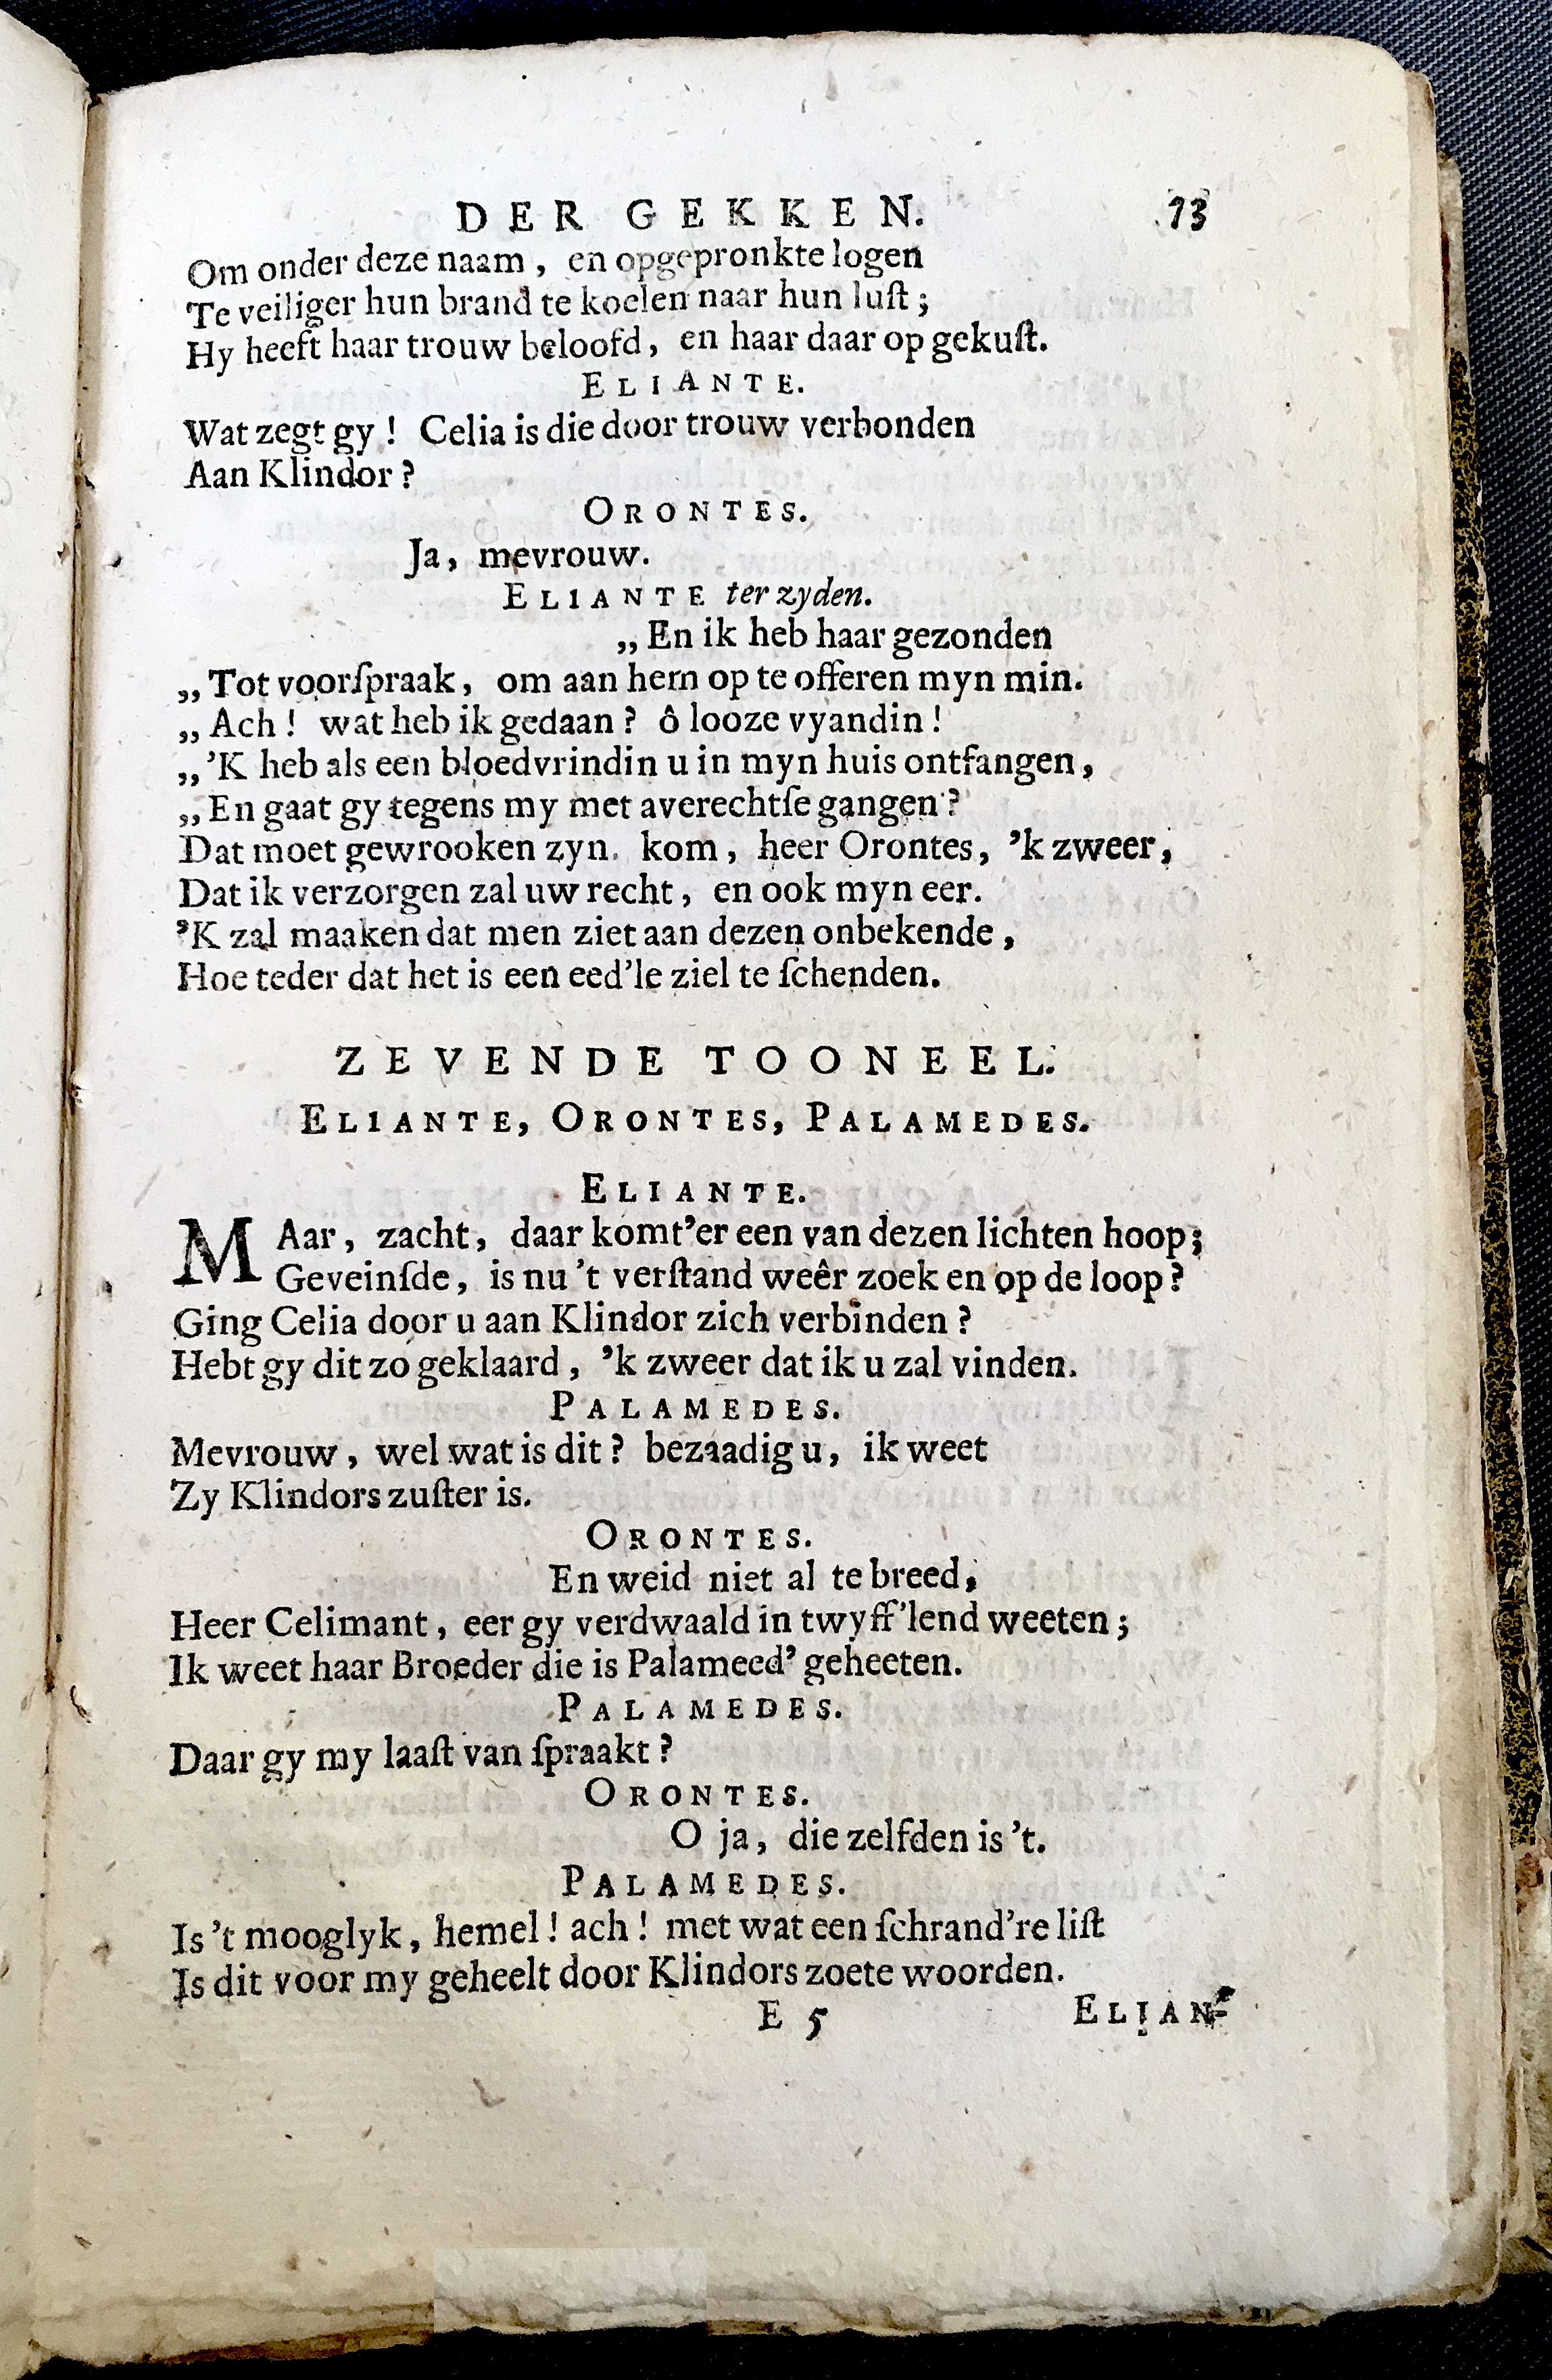 DER GEKKEN. 73
Om onder deze naam, en opgepronkte logen
Te veiliger hun brand te koelen naar hun luſt;
Hy heeft haar trouw beloofd, en haar daar op gekuſt.
ELIANTE.
Wat zegt gy! Celia is die door trouw verbonden
Aan Klindor?
ORONTES.
Ja, mevrouw.
ELIANTE ter zyden.
„En ik heb haar gezonden
„Tot voorſpraak, om aan hem op te offeren myn min.
„Ach! wat heb ik gedaan? ô looze vyandin!
„'K heb als een bloedvrindin u in myn huis ontfangen,
„En gaat gy tegens my met averechtſe gangen?
Dat moet gewrooken zyn. kom, heer Orontes, 'k zweer,
Dat ik verzorgen zal uw recht, en ook myn eer.
'K zal maaken dat men ziet aan dezen onbekende,
Hoe teder dat het is een eed'le ziel te ſchenden.
ZEVENDE TOONEEL.
ELIANTE, ORONTES, PALAMEDES.
ELIANTE.
MAar, zacht, daar komt'er een van dezen lichten hoop;
Geveinſde, is nu 't verſtand weêr zoek en op de loop?
Ging Celia door u aan Klindor zich verbinden?
Hebt gy dit zo geklaard, 'k zweer dat ik u zal vinden.
PALAMEDES.
Mevrouw, wel wat is dit? bezaadig u, ik weet
Zy Klindors zuſter is.
ORONTES.
En weid niet al te breed,
Heer Celimant, eer gy verdwaald in twyff'lend weeten;
Ik weet haar Broeder die is Palameed' geheeten.
PALAMEDES.
Daar gy my laaſt van ſpraakt?
ORONTES.
O ja, die zelfden is 't.
PALAMEDES.
Is 't mooglyk, hemel! ach! met wat een ſchrand're liſt
Is dit voor my geheelt door Klindors zoete woorden.
E 5 ELIAN-